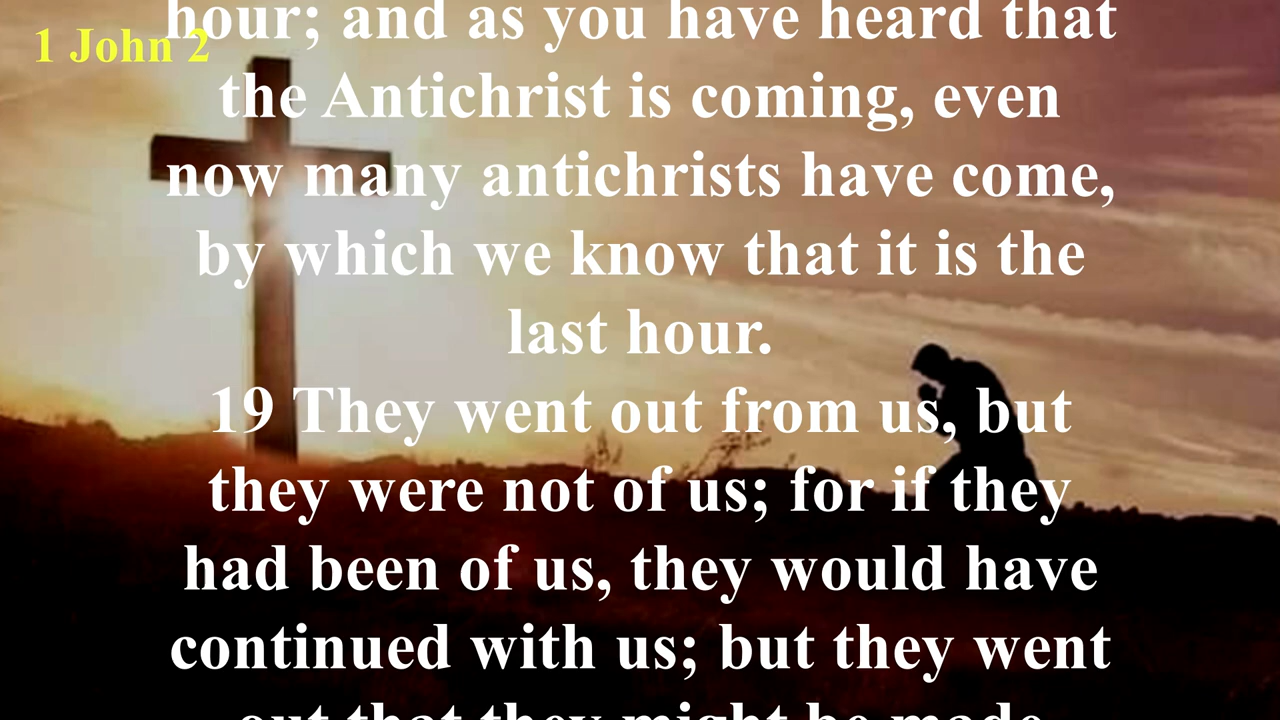 1 John 2
hour; and as you have heard that
the Antichrist is coming, even
now many antichrists have come,
by which we know that it is the
last hour.
19 They went out from us, but
they were not of us; for if they
had been of us, they would have
continued with us; but they went
out that they might be made